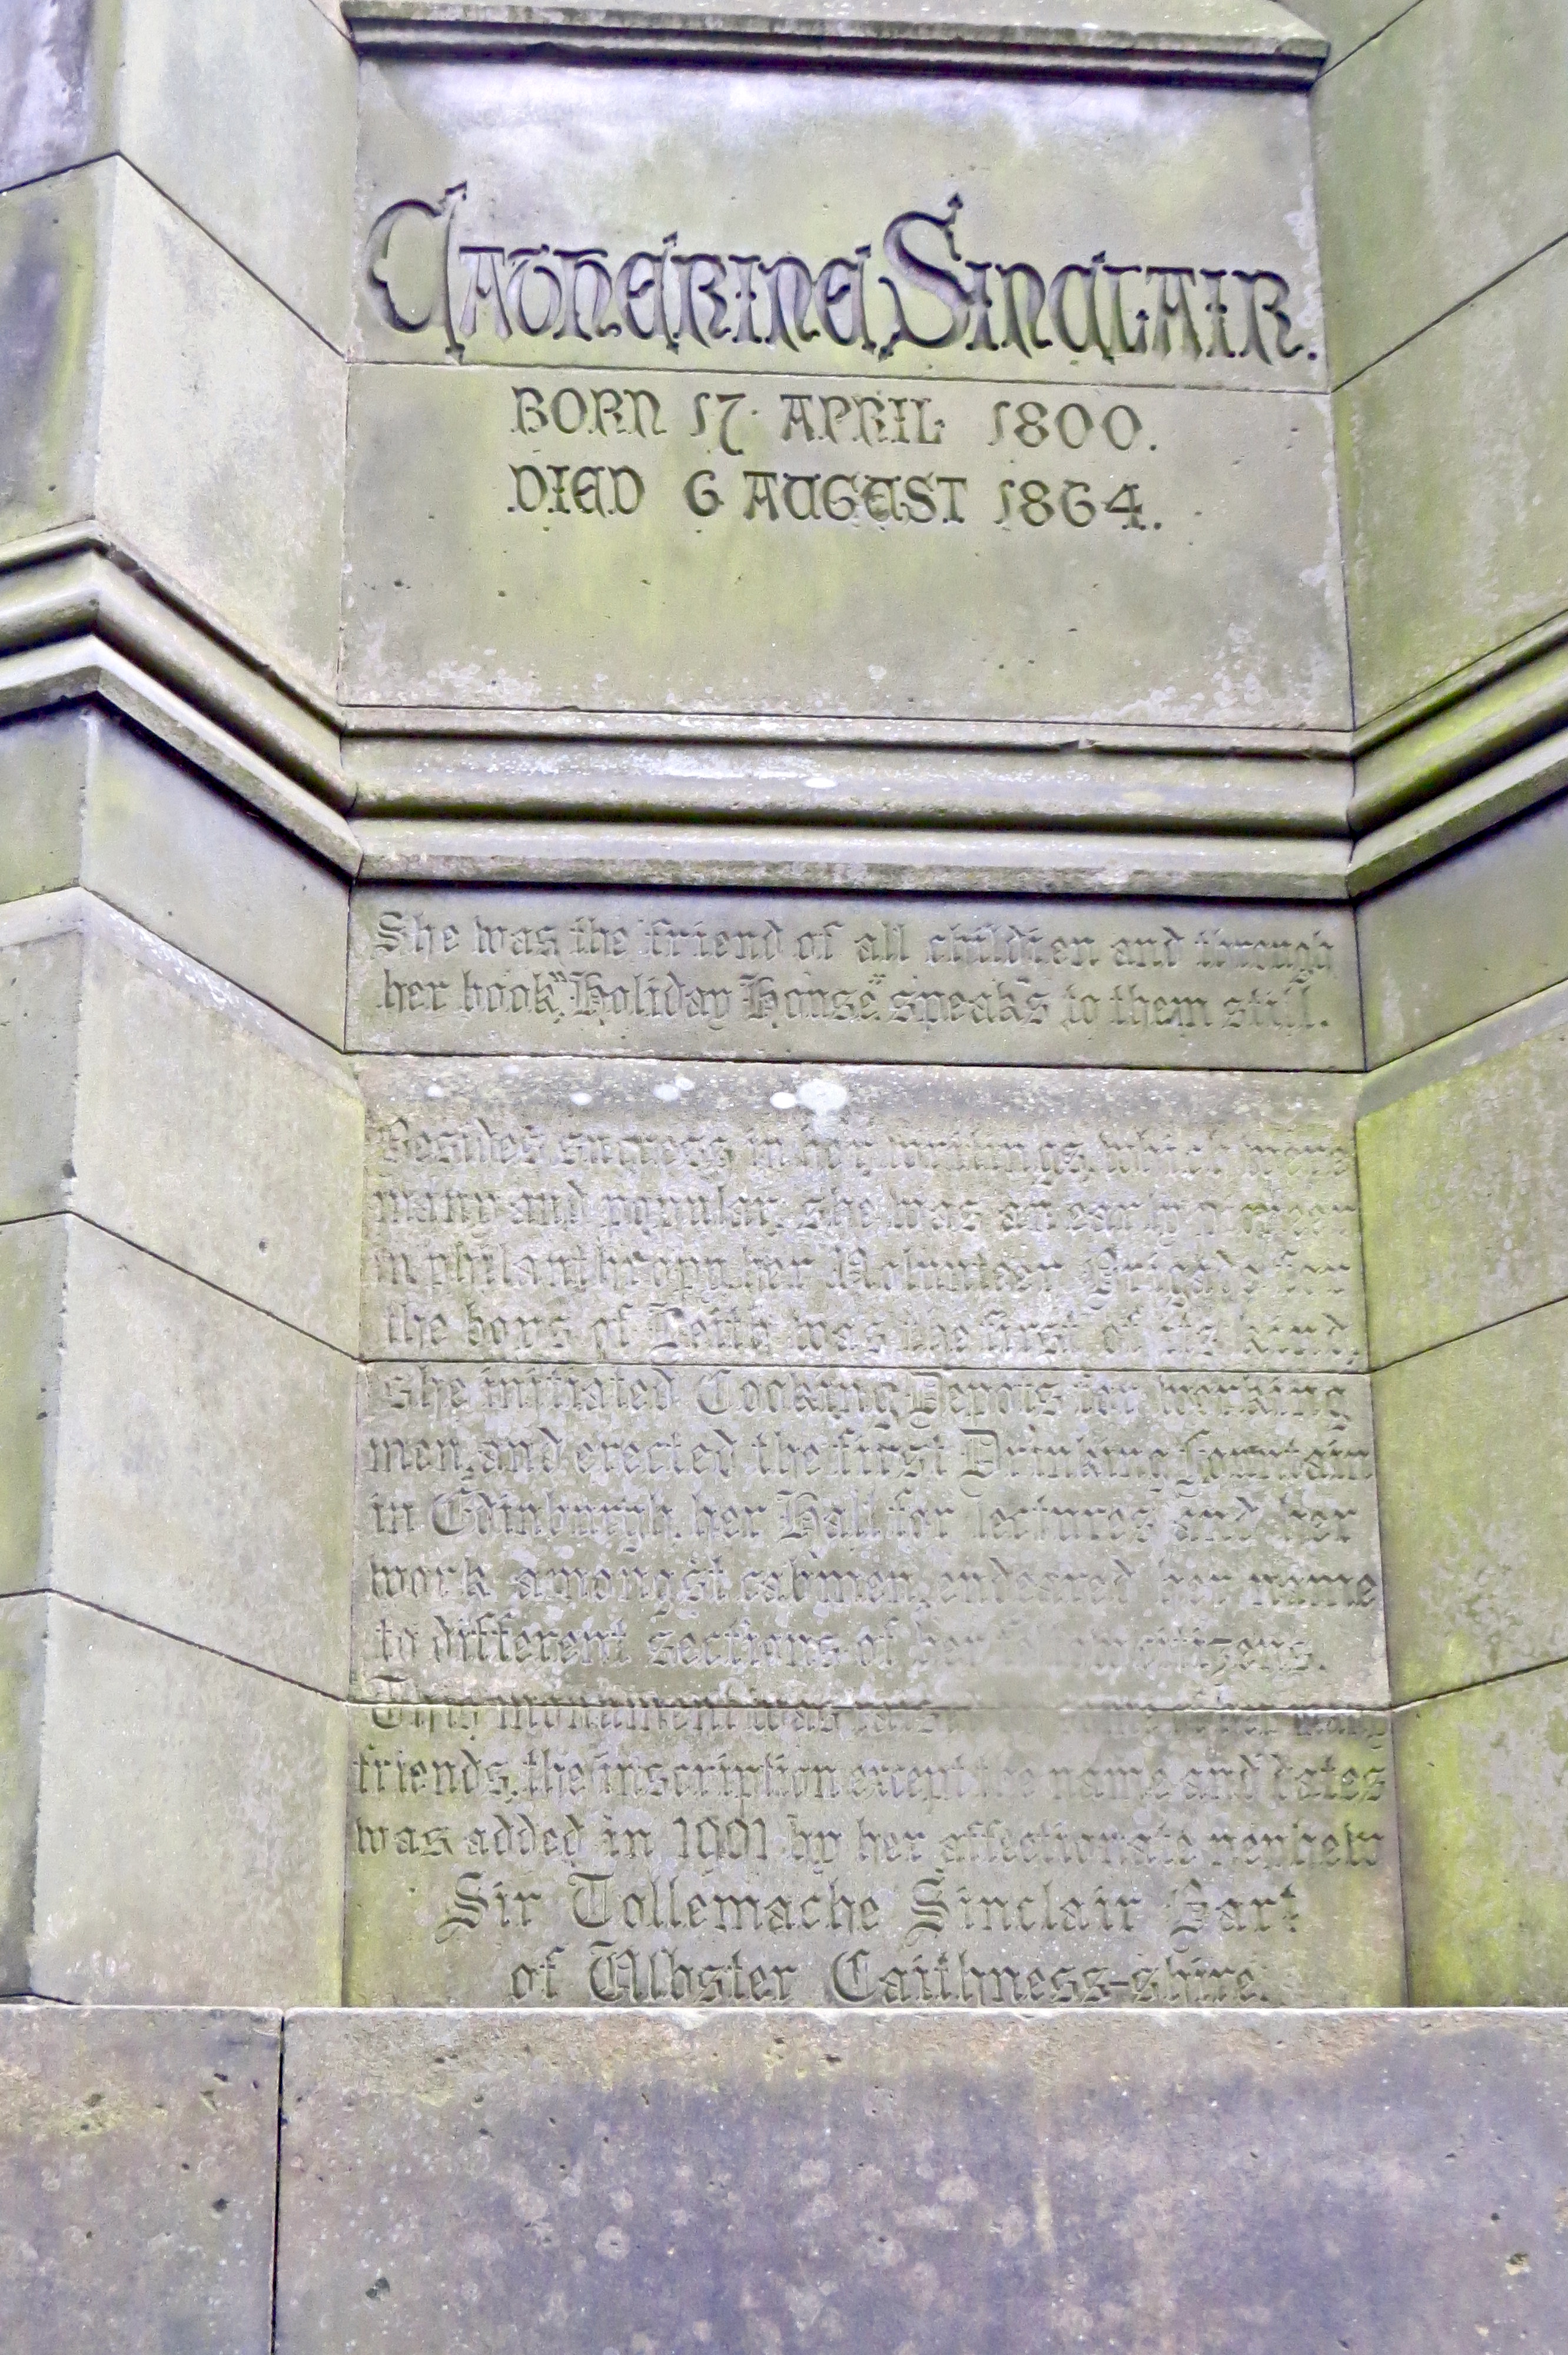 CATHERINE SINCLAIR.
BORN 17 APRIL 1800.
DIED 6 AUGUST 1864.
She was the friend of all children and through
her book "Holiday House" speaks to them still.
Besides success in her writings, which were
many and popular, she was an early pioneer
in philanthropy, her Volunteer Brigade for
the boys of Leith was the first of its kind,
she initiated Cooking Depots for working
men, and erected the first Drinking fountain
in Edinburgh, her Hall for lectures and her
work amongst cabmen, endeared her name
to different sections of her citizens.
This monument was of her many
friends, the inscription except the name and dates
was added in 1901 by her affectionate nephew
Sir Tollemache Sinclair Bart
of Ulbster Caithness-shire.